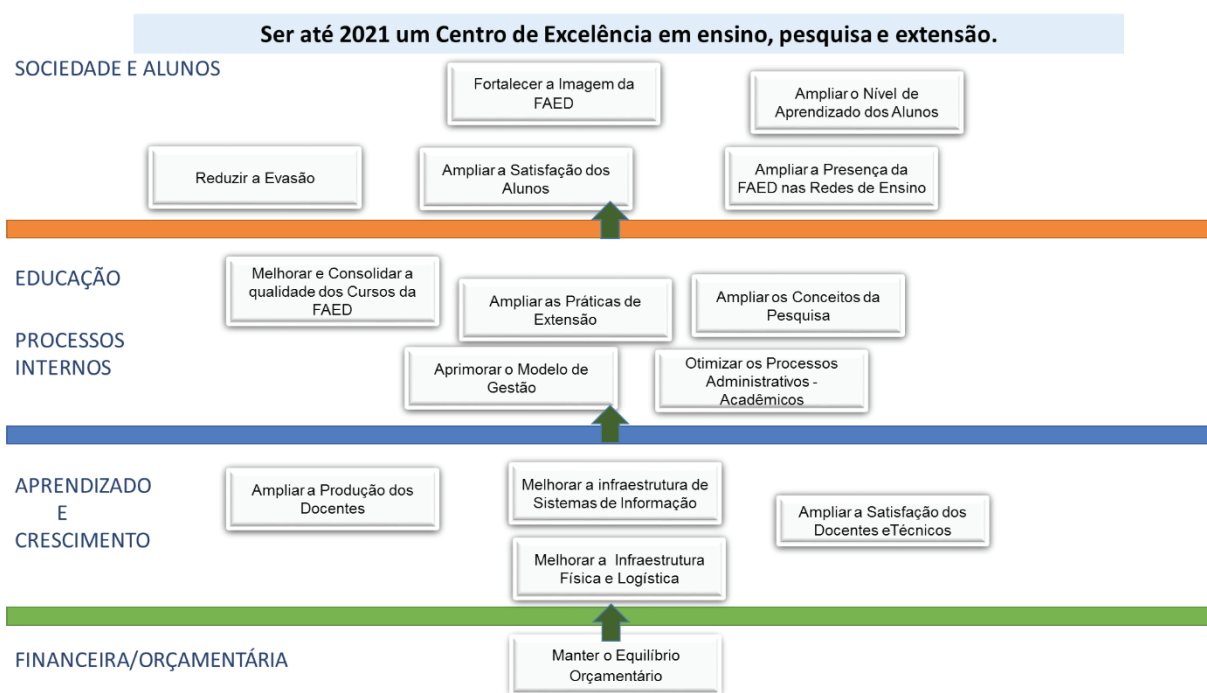 Ser até 2021 um Centro de Excelência em ensino, pesquisa e extensão.
SOCIEDADE E ALUNOS
Fortalecer a Imagem da
FAED
Ampliar o Nível de
Aprendizado dos Alunos
Reduzir a Evasão
Ampliar a Satisfação dos
Alunos
Ampliar a Presença da
FAED nas Redes de Ensino
EDUCAÇÃO
Melhorar e Consolidar a
qualidade dos Cursos da
FAED
Ampliar as Práticas de
Extensão
Ampliar os Conceitos da
Pesquisa
PROCESSOS
INTERNOS
Aprimorar o Modelo de
Gestão
Otimizar os Processos
Administrativos -
Acadêmicos
APRENDIZADO
E
CRESCIMENTO
Ampliar a Produção dos
Docentes
Melhorar a infraestrutura de
Sistemas de Informação
Ampliar a Satisfação dos
Docentes eTécnicos
Melhorar a Infraestrutura
Física e Logística
FINANCEIRA/ORÇAMENTÁRIA
Manter o Equilíbrio
Orçamentário